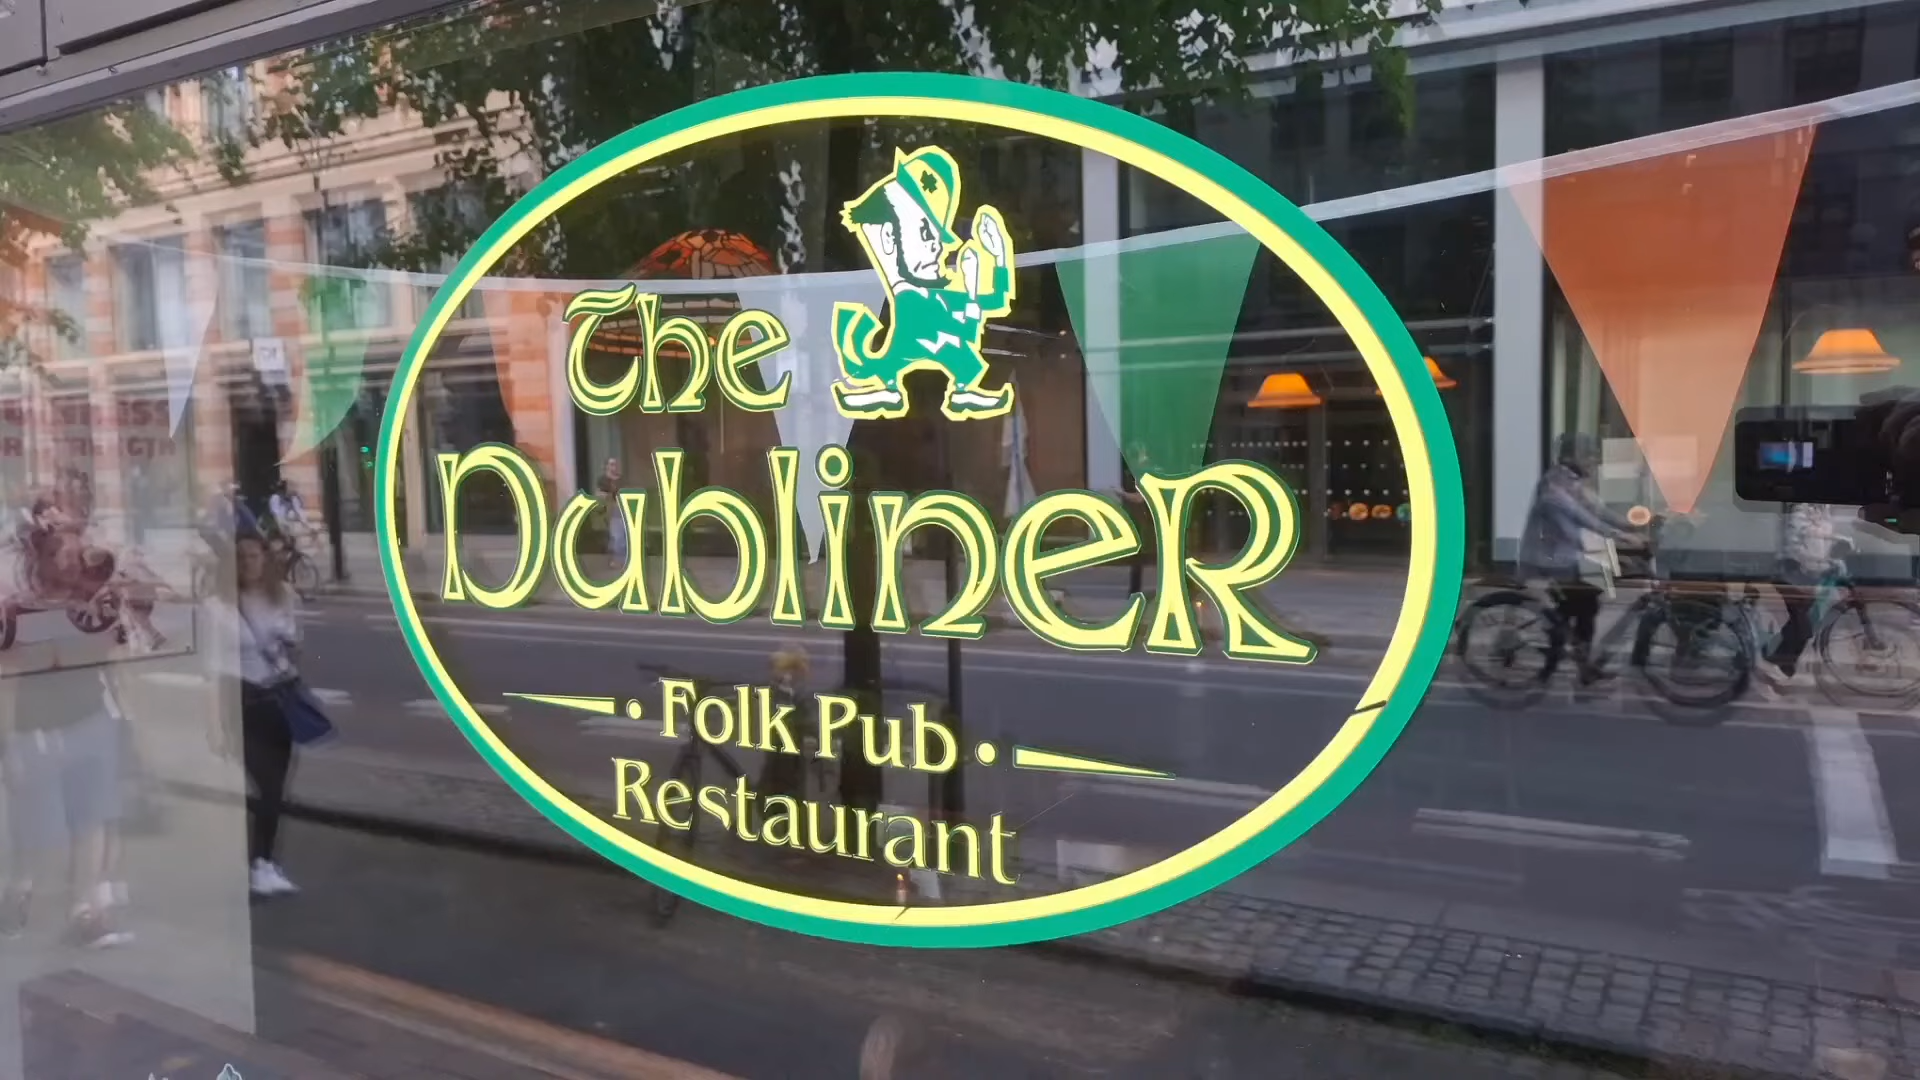 The
Dubliner
· Folk Pub ·
Restaurant